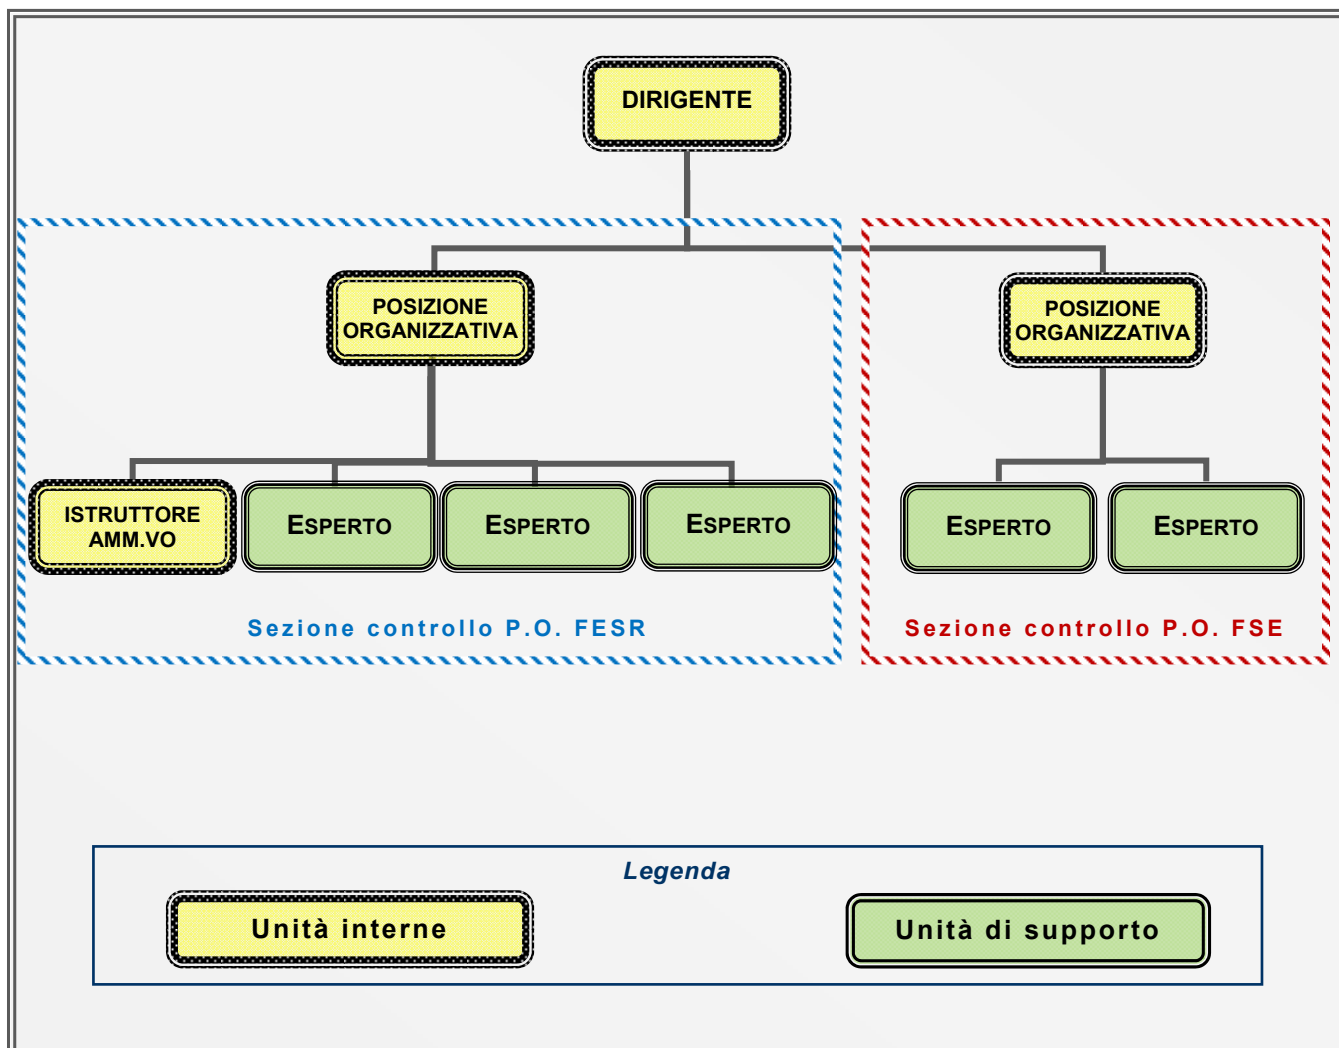 DIRIGENTE
POSIZIONE
ORGANIZZATIVA
POSIZIONE
ORGANIZZATIVA
ISTRUTTORE
AMM.VO
ESPERTO
ESPERTO
ESPERTO
ESPERTO
ESPERTO
Sezione controllo P.O. FESR
Sezione controllo P.O. FSE
Legenda
Unità interne
Unità di supporto